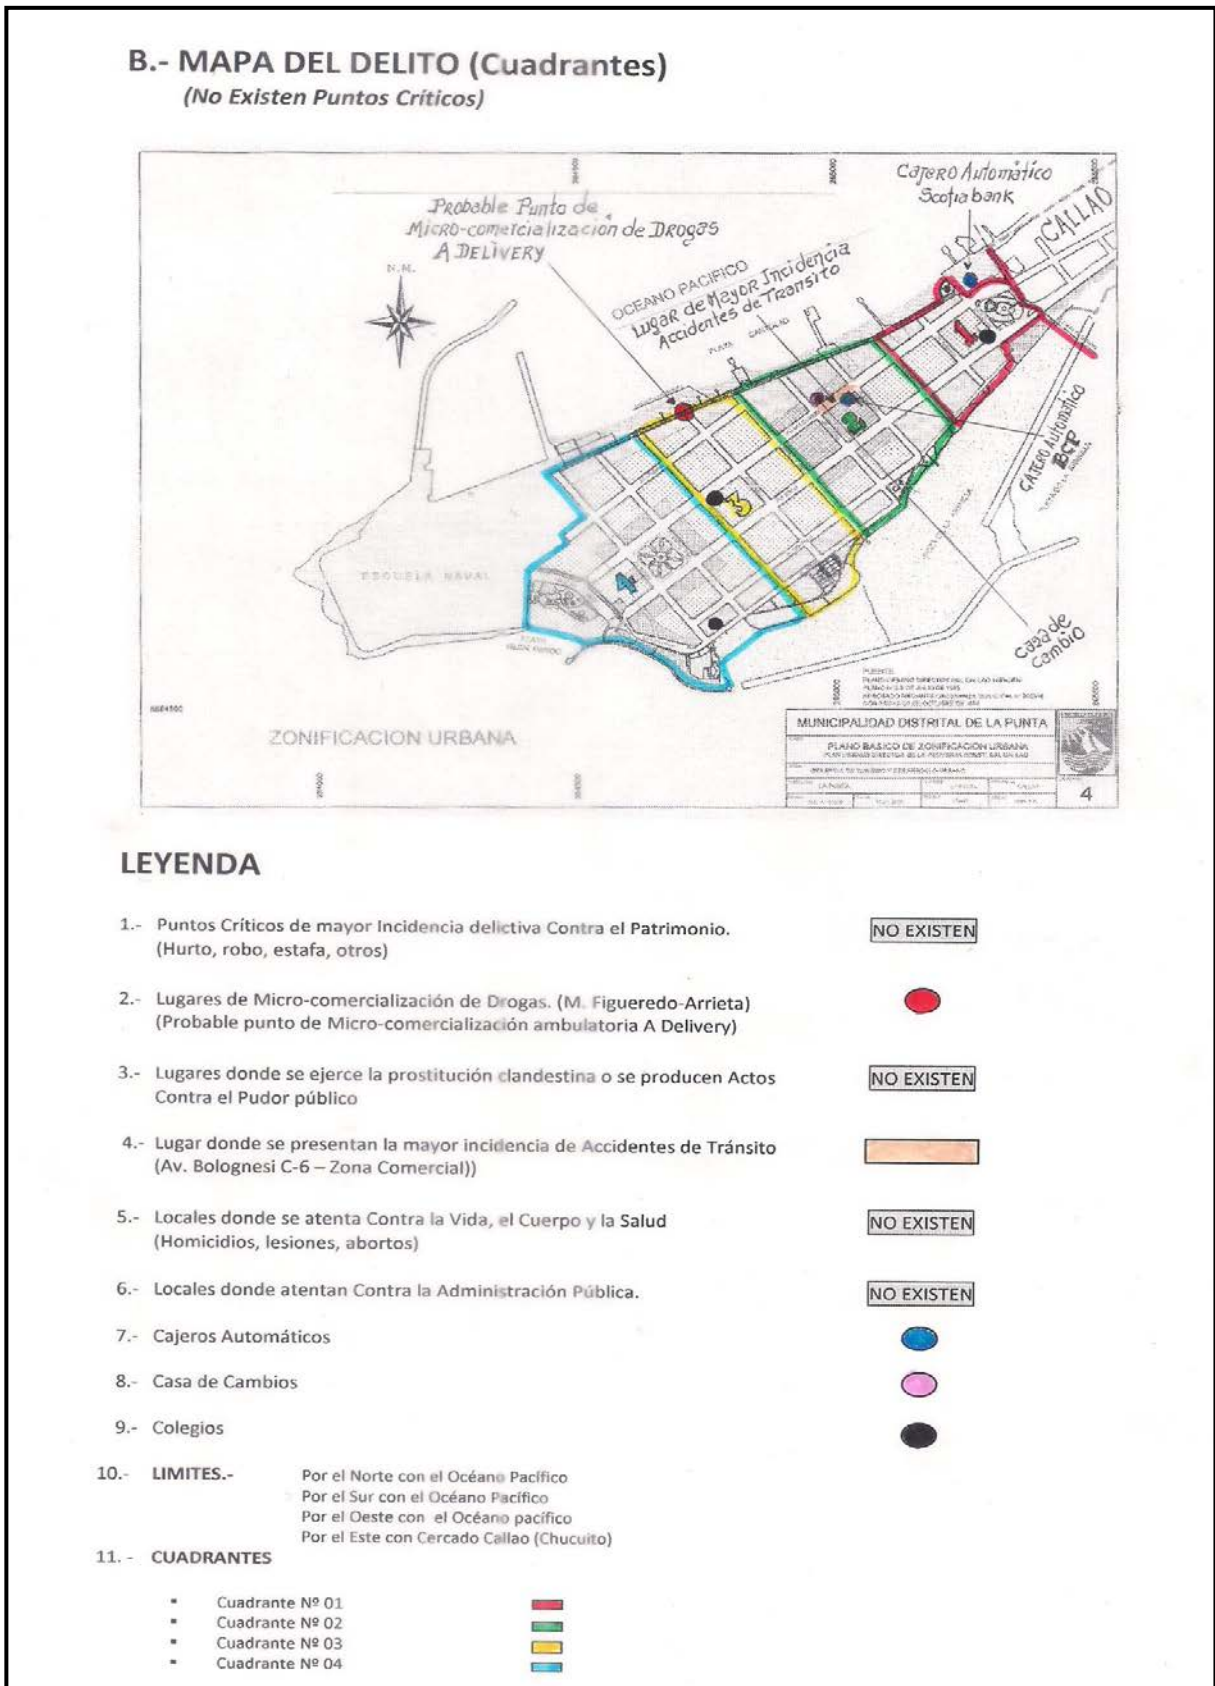 B.- MAPA DEL DELITO (Cuadrantes)
(No Existen Puntos Críticos)
Cajero Automático
Scotiabank
CALLAO
Probable Punto de
Micro-comercialización de Drogas
A Delivery
N.M.
OCEANO PACIFICO
Lugar de Mayor Incidencia
Accidentes de Transito
PLAYA CANTOLAO
1
2
3
4
Cajero Automático
BCP
ESCUELA NAVAL
Casa de
Cambio
ZONIFICACION URBANA
MUNICIPALIDAD DISTRITAL DE LA PUNTA
PLANO BASICO DE ZONIFICACION URBANA
LA PUNTA
CALLAO
4
LEYENDA
1.- Puntos Críticos de mayor Incidencia delictiva Contra el Patrimonio.
(Hurto, robo, estafa, otros)
NO EXISTEN
2.- Lugares de Micro-comercialización de Drogas. (M. Figueredo-Arrieta)
(Probable punto de Micro-comercialización ambulatoria A Delivery)
3.- Lugares donde se ejerce la prostitución clandestina o se producen Actos
Contra el Pudor público
NO EXISTEN
4.- Lugar donde se presentan la mayor incidencia de Accidentes de Tránsito
(Av. Bolognesi C-6 – Zona Comercial))
5.- Locales donde se atenta Contra la Vida, el Cuerpo y la Salud
(Homicidios, lesiones, abortos)
NO EXISTEN
6.- Locales donde atentan Contra la Administración Pública.
NO EXISTEN
7.- Cajeros Automáticos
8.- Casa de Cambios
9.- Colegios
10.- LIMITES.- Por el Norte con el Océano Pacífico
Por el Sur con el Océano Pacífico
Por el Oeste con el Océano pacífico
Por el Este con Cercado Callao (Chucuito)
11. - CUADRANTES
▪ Cuadrante Nº 01
▪ Cuadrante Nº 02
▪ Cuadrante Nº 03
▪ Cuadrante Nº 04